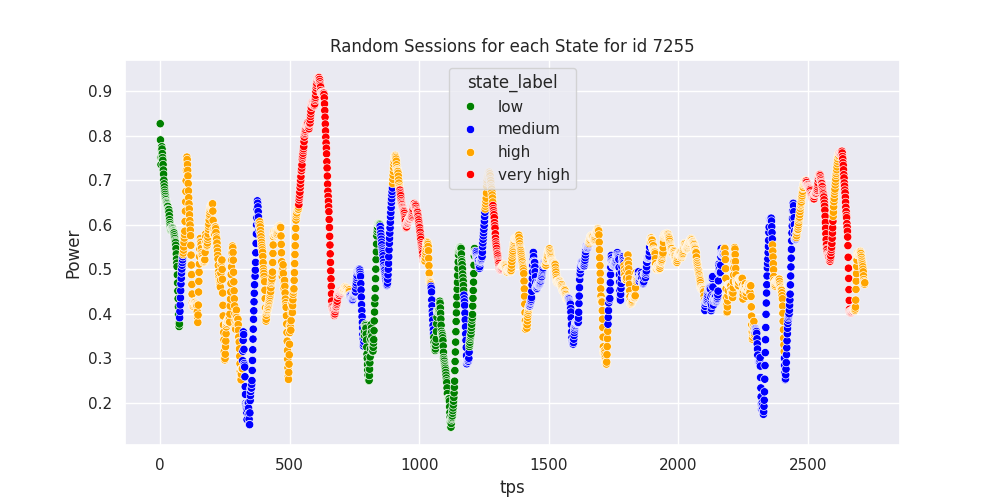 Random Sessions for each State for id 7255
state_label
low
medium
high
very high
Power
0.9
0.8
0.7
0.6
0.5
0.4
0.3
0.2
0
500
1000
1500
2000
2500
tps